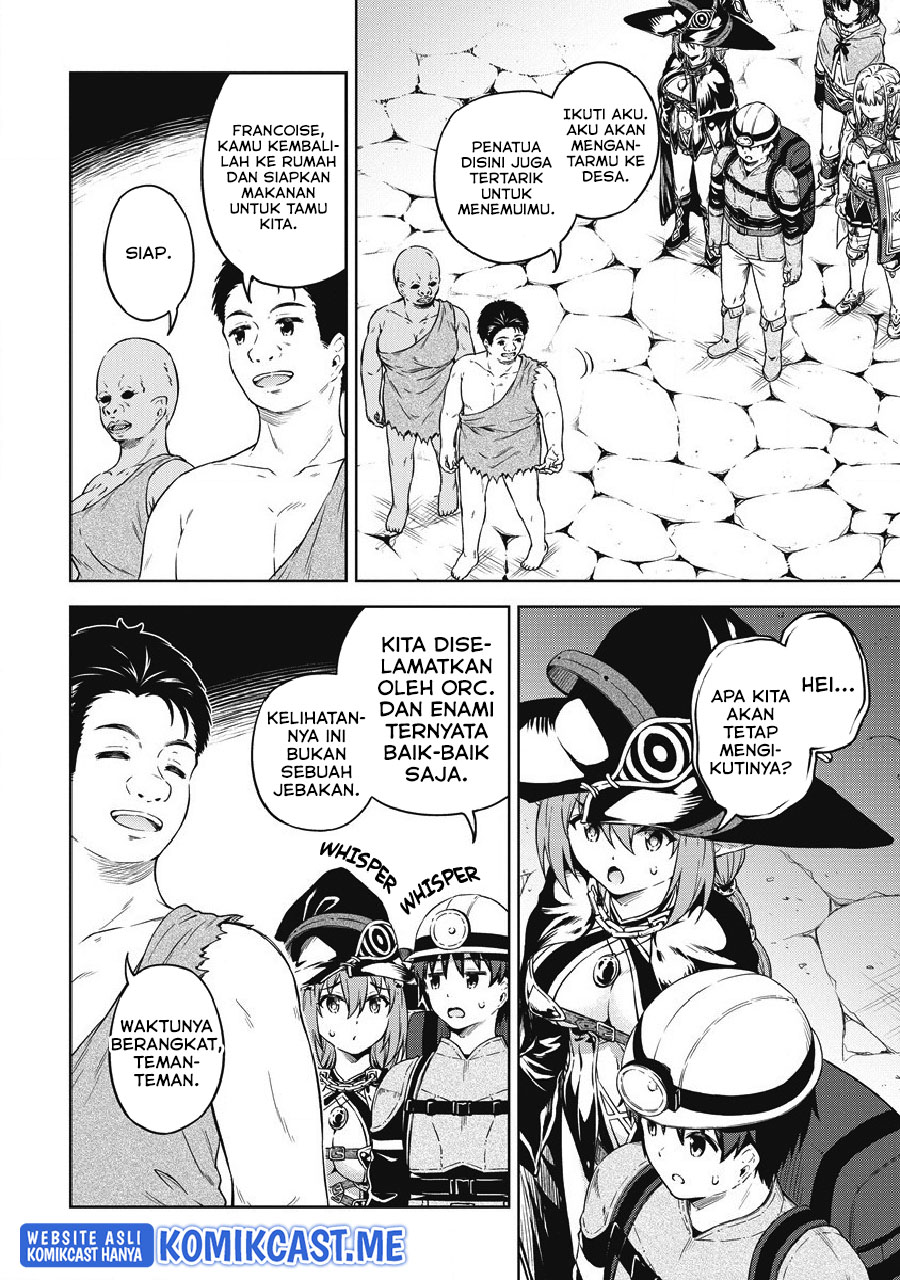 IKUTI AKU.
AKU AKAN
MENGAN-
TARMU KE
DESA.
PENATUA
DISINI JUGA
TERTARIK
UNTUK
MENEMUIMU.
FRANCOISE,
KAMU KEMBALI-
LAH KE RUMAH
DAN SIAPKAN
MAKANAN
UNTUK TAMU
KITA.
SIAP.
HEI...
APA KITA
AKAN
TETAP
MENGI-
KUTINYA?
KITA DISE-
LAMATKAN
OLEH ORC.
DAN ENAMI
TERNYATA
BAIK-BAIK
SAJA.
KELIHATAN-
NYA INI
BUKAN
SEBUAH
JEBAKAN.
WHISPER
WHISPER
WAKTUNYA
BERANGKAT,
TEMAN-
TEMAN.
WEBSITE ASLI
KOMIKCAST HANYA
KOMIKCAST.ME